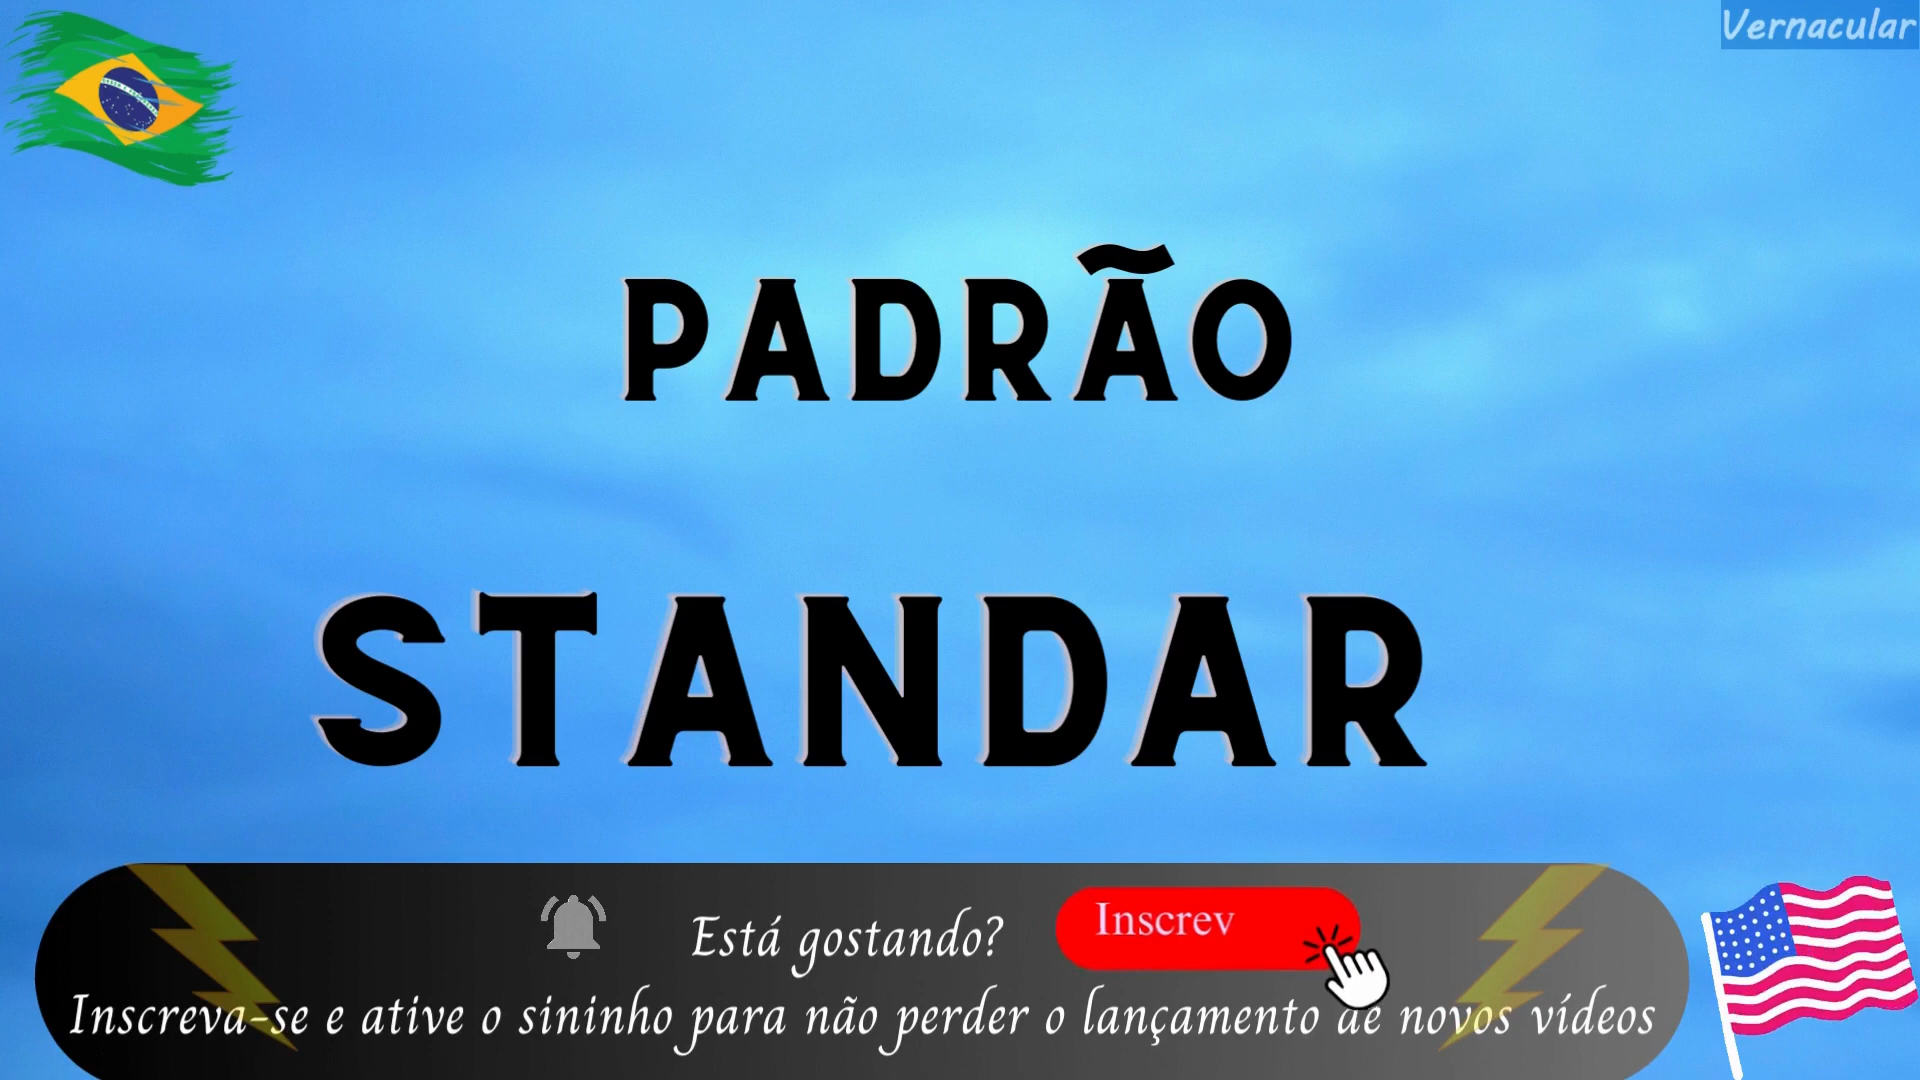 Vernacular
PADRÃO
STANDAR
Está gostando?
Inscrev
Inscreva-se e ative o sininho para não perder o lançamento de novos vídeos